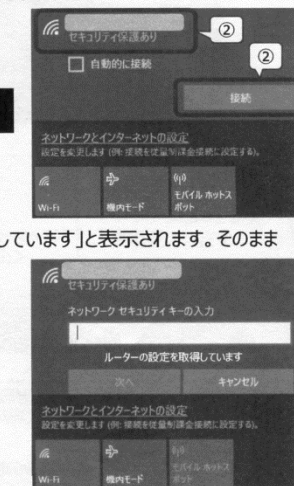 セキュリティ保護あり
②
自動的に接続
②
接続
ネットワークとインターネットの設定
設定を変更します (例: 接続を従量制課金接続に設定する)。
Wi-Fi
機内モード
モバイル ホットス
ポット
しています」と表示されます。そのまま
セキュリティ保護あり
ネットワーク セキュリティ キーの入力
ルーターの設定を取得しています
次へ
キャンセル
ネットワークとインターネットの設定
設定を変更します (例: 接続を従量制課金接続に設定する)。
Wi-Fi
機内モード
モバイル ホットス
ポット